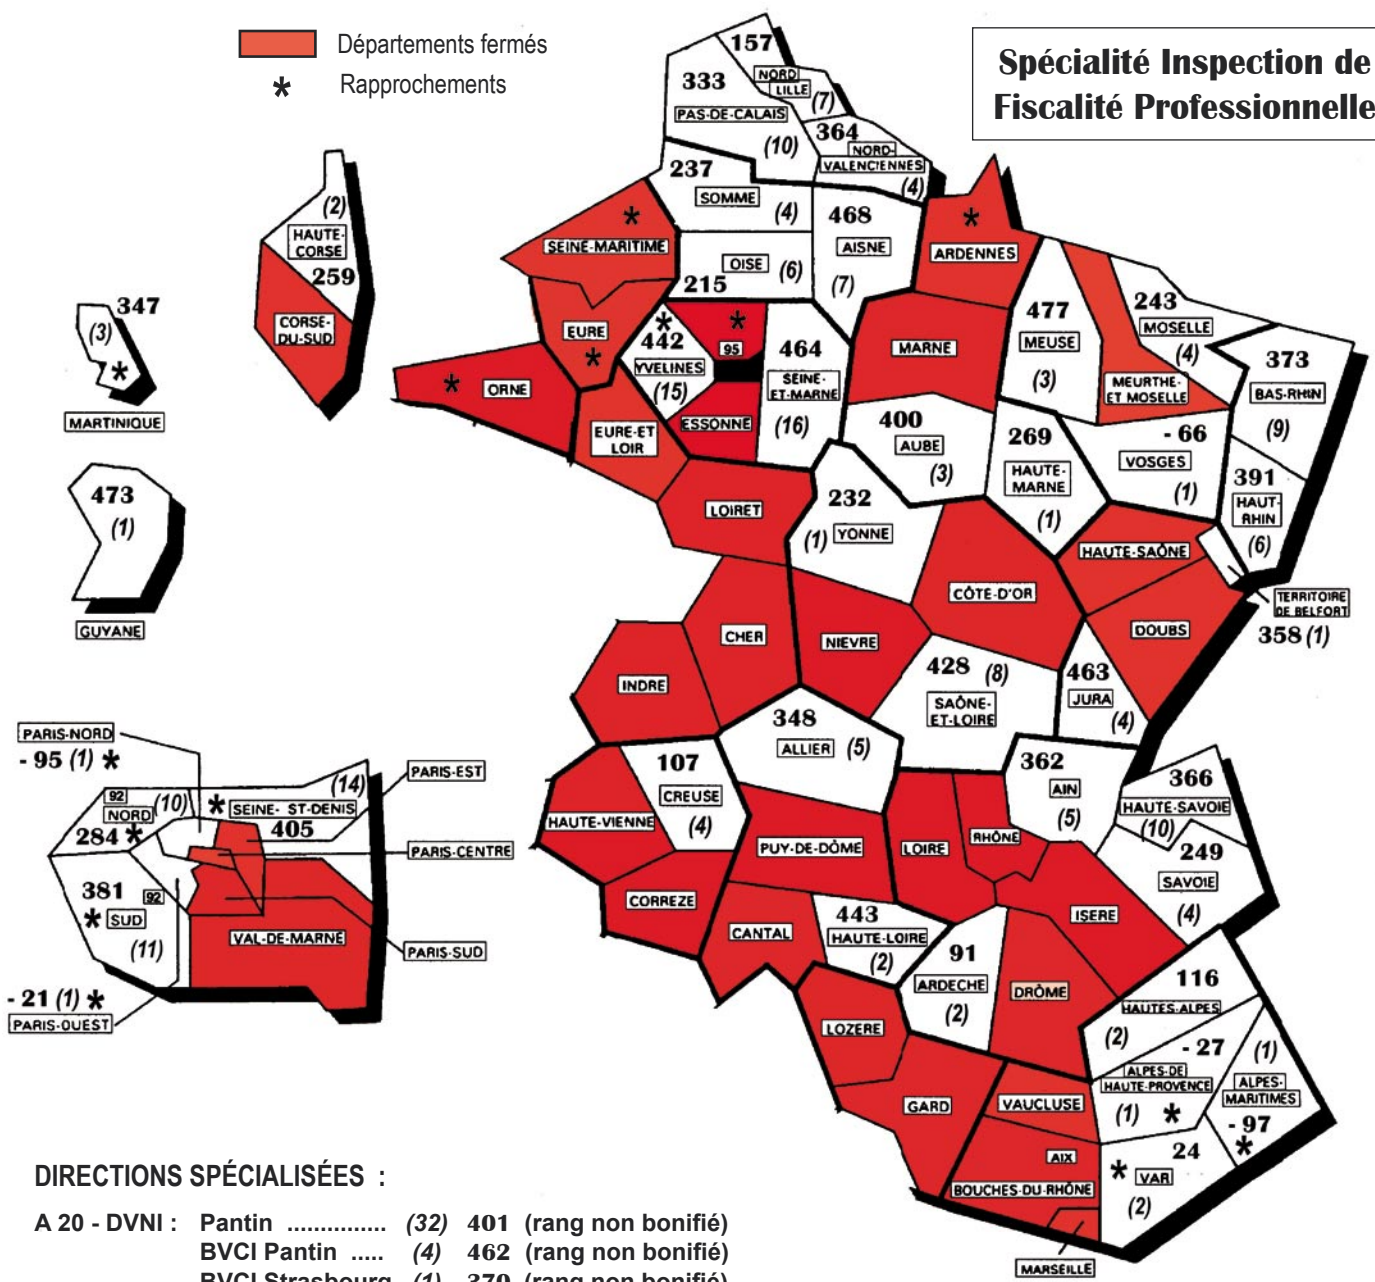 Départements fermés
* Rapprochements
Spécialité Inspection de
Fiscalité Professionnelle
157
NORD
LILLE
(7)
333
PAS-DE-CALAIS
(10)
364
NORD-
VALENCIENNES
(4)
237
SOMME
(4)
468
AISNE
(7)
OISE (6)
215
*
SEINE-MARITIME
*
ARDENNES
(2)
HAUTE-
CORSE
259
CORSE-
DU-SUD
347
(3)
*
MARTINIQUE
473
(1)
GUYANE
EURE
*
* ORNE
*
442
YVELINES
(15)
*
95
ESSONNE
464
SEINE-
ET-MARNE
(16)
MARNE
477
MEUSE
(3)
243
MOSELLE
(4)
MEURTHE-
ET MOSELLE
373
BAS-RHIN
(9)
EURE-ET
LOIR
400
AUBE
(3)
269
HAUTE-
MARNE
(1)
- 66
VOSGES
(1)
391
HAUT-
RHIN
(6)
LOIRET
232
(1) YONNE
HAUTE-SAÔNE
TERRITOIRE
DE BELFORT
358 (1)
CÔTE-D'OR
DOUBS
CHER
NIEVRE
INDRE
428 (8)
SAÔNE-
ET-LOIRE
463
JURA
(4)
348
ALLIER (5)
107
CREUSE
(4)
362
AIN
(5)
366
HAUTE-SAVOIE
(10)
249
SAVOIE
(4)
HAUTE-VIENNE
PUY-DE-DÔME
LOIRE
RHÔNE
CORREZE
CANTAL
443
HAUTE-LOIRE
(2)
ISERE
91
ARDECHE
(2)
DRÔME
116
HAUTES-ALPES
(2)
LOZERE
- 27
ALPES-DE
HAUTE-PROVENCE
(1) *
(1)
ALPES-
MARITIMES
- 97
*
GARD
VAUCLUSE
AIX
BOUCHES-DU-RHÔNE
24
* VAR
(2)
MARSEILLE
PARIS-NORD
- 95 (1) *
92
NORD (10)
284 *
(14)
* SEINE- ST-DENIS
405
PARIS-EST
PARIS-CENTRE
381 92
* SUD
(11)
VAL-DE-MARNE
PARIS-SUD
- 21 (1) *
PARIS-OUEST
DIRECTIONS SPÉCIALISÉES :
A 20 - DVNI : Pantin ............... (32) 401 (rang non bonifié)
BVCI Pantin ..... (4) 462 (rang non bonifié)
BVCI Strasbourg (1) 379 (rang non bonifié)